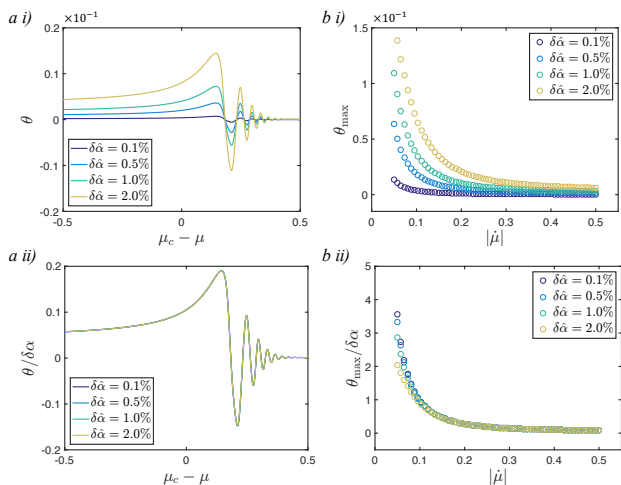 a i)
×10⁻¹
0.2
0.1
0
-0.1
0.2
θ
δα̂ = 0.1%
δα̂ = 0.5%
δα̂ = 1.0%
δα̂ = 2.0%
-0.5
0
0.5
μc − μ
b i)
×10⁻¹
1.5
1
0.5
0
θmax
δα̂ = 0.1%
δα̂ = 0.5%
δα̂ = 1.0%
δα̂ = 2.0%
0
0.1
0.2
0.3
0.4
0.5
|μ̇|
a ii)
0.2
0.1
0
-0.1
-0.2
θ/δα
δα̂ = 0.1%
δα̂ = 0.5%
δα̂ = 1.0%
δα̂ = 2.0%
-0.5
0
0.5
μc − μ
b ii)
5
4
3
2
1
0
θmax/δα
δα̂ = 0.1%
δα̂ = 0.5%
δα̂ = 1.0%
δα̂ = 2.0%
0
0.1
0.2
0.3
0.4
0.5
|μ̇|